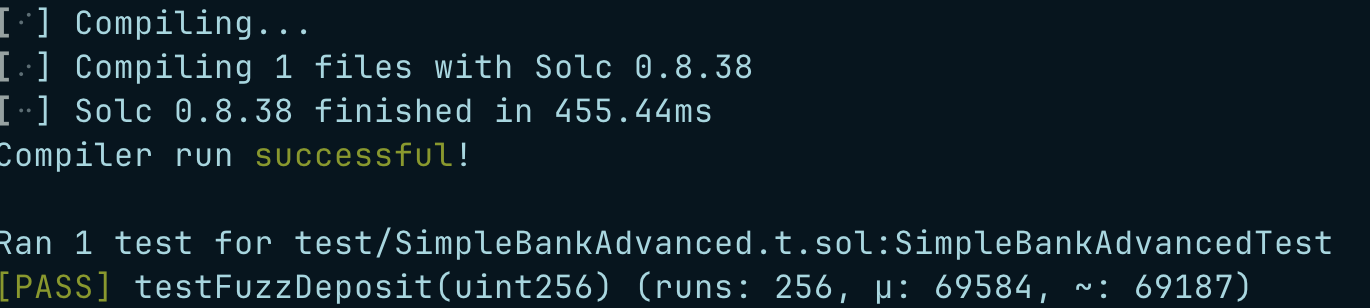 [⠊] Compiling...
[⠔] Compiling 1 files with Solc 0.8.38
[⠒] Solc 0.8.38 finished in 455.44ms
Compiler run successful!
Ran 1 test for test/SimpleBankAdvanced.t.sol:SimpleBankAdvancedTest
[PASS] testFuzzDeposit(uint256) (runs: 256, μ: 69584, ~: 69187)